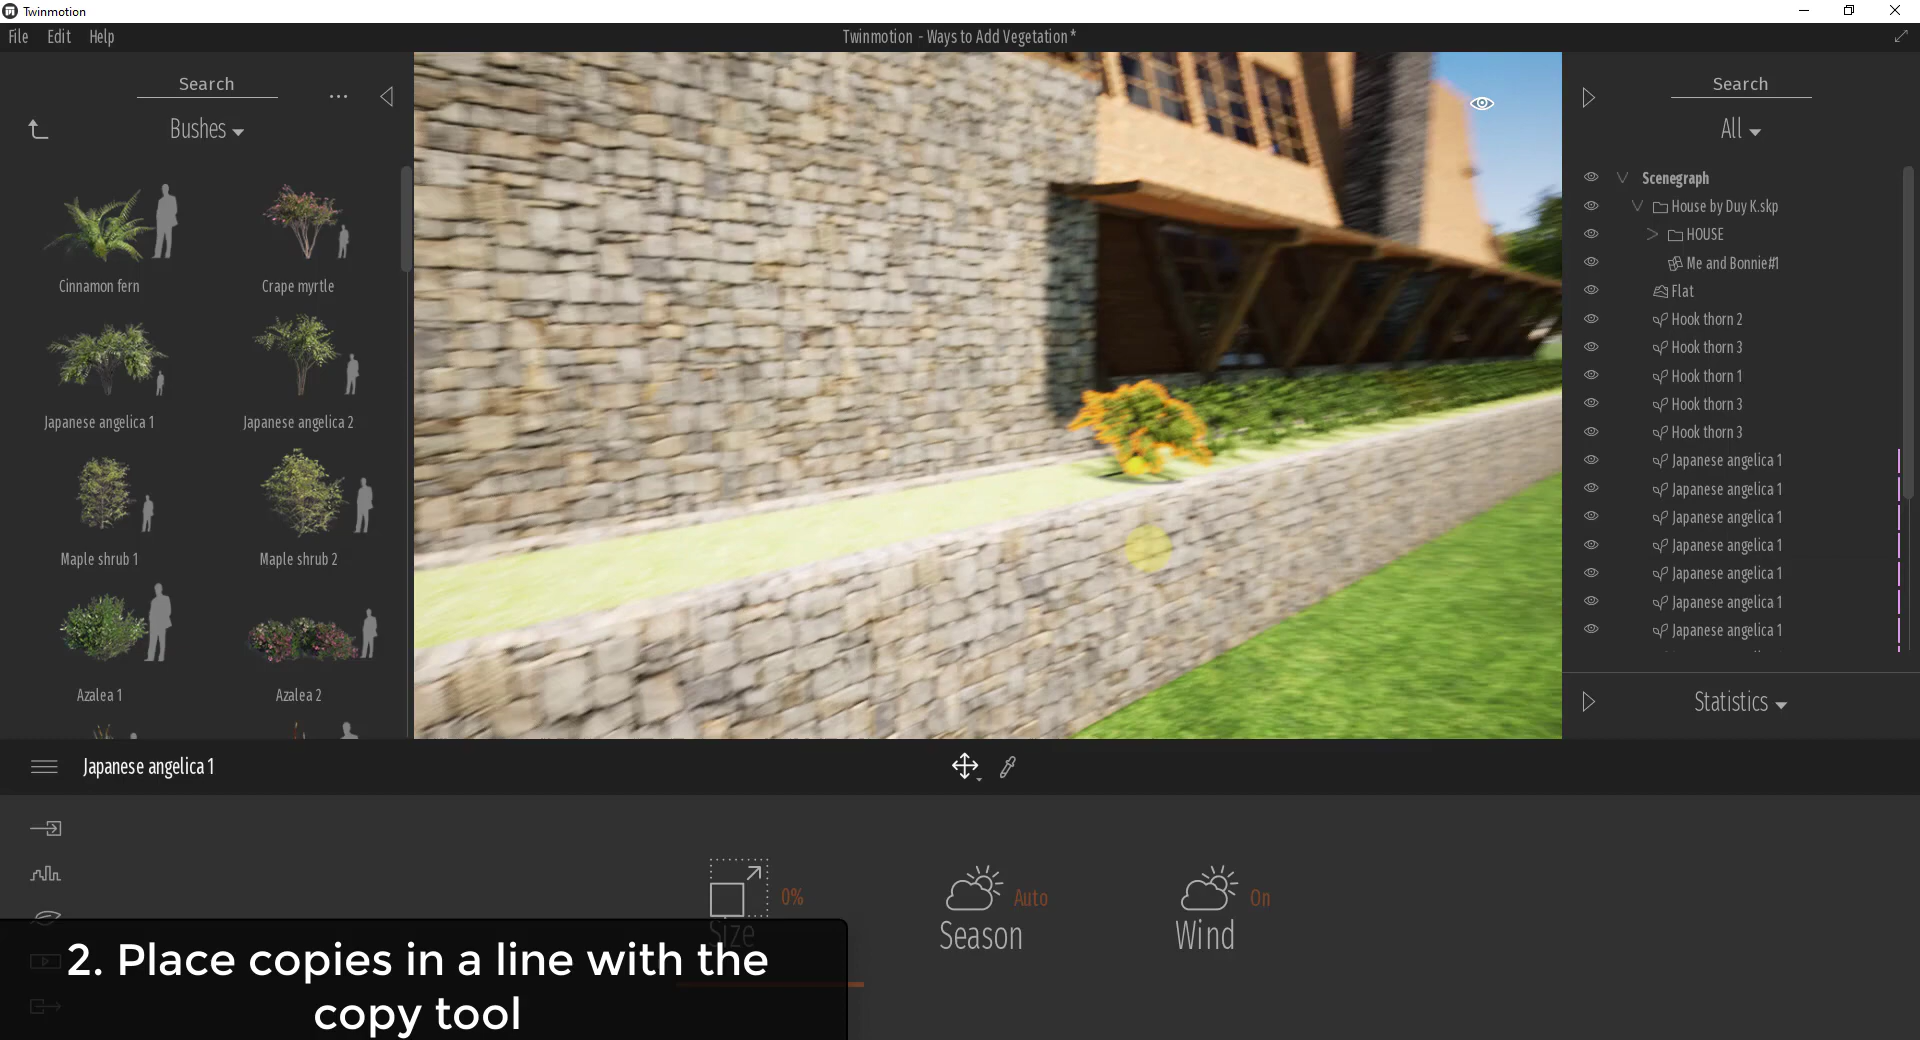 Twinmotion
File Edit Help
Twinmotion - Ways to Add Vegetation*
Search
Bushes
Cinnamon fern
Crape myrtle
Japanese angelica 1
Japanese angelica 2
Maple shrub 1
Maple shrub 2
Azalea 1
Azalea 2
Search
All
Scenegraph
House by Duy K.skp
HOUSE
Me and Bonnie#1
Flat
Hook thorn 2
Hook thorn 3
Hook thorn 1
Hook thorn 3
Hook thorn 3
Japanese angelica 1
Japanese angelica 1
Japanese angelica 1
Japanese angelica 1
Japanese angelica 1
Japanese angelica 1
Japanese angelica 1
Statistics
Japanese angelica 1
0%
Size
Auto
Season
On
Wind
2. Place copies in a line with the
copy tool